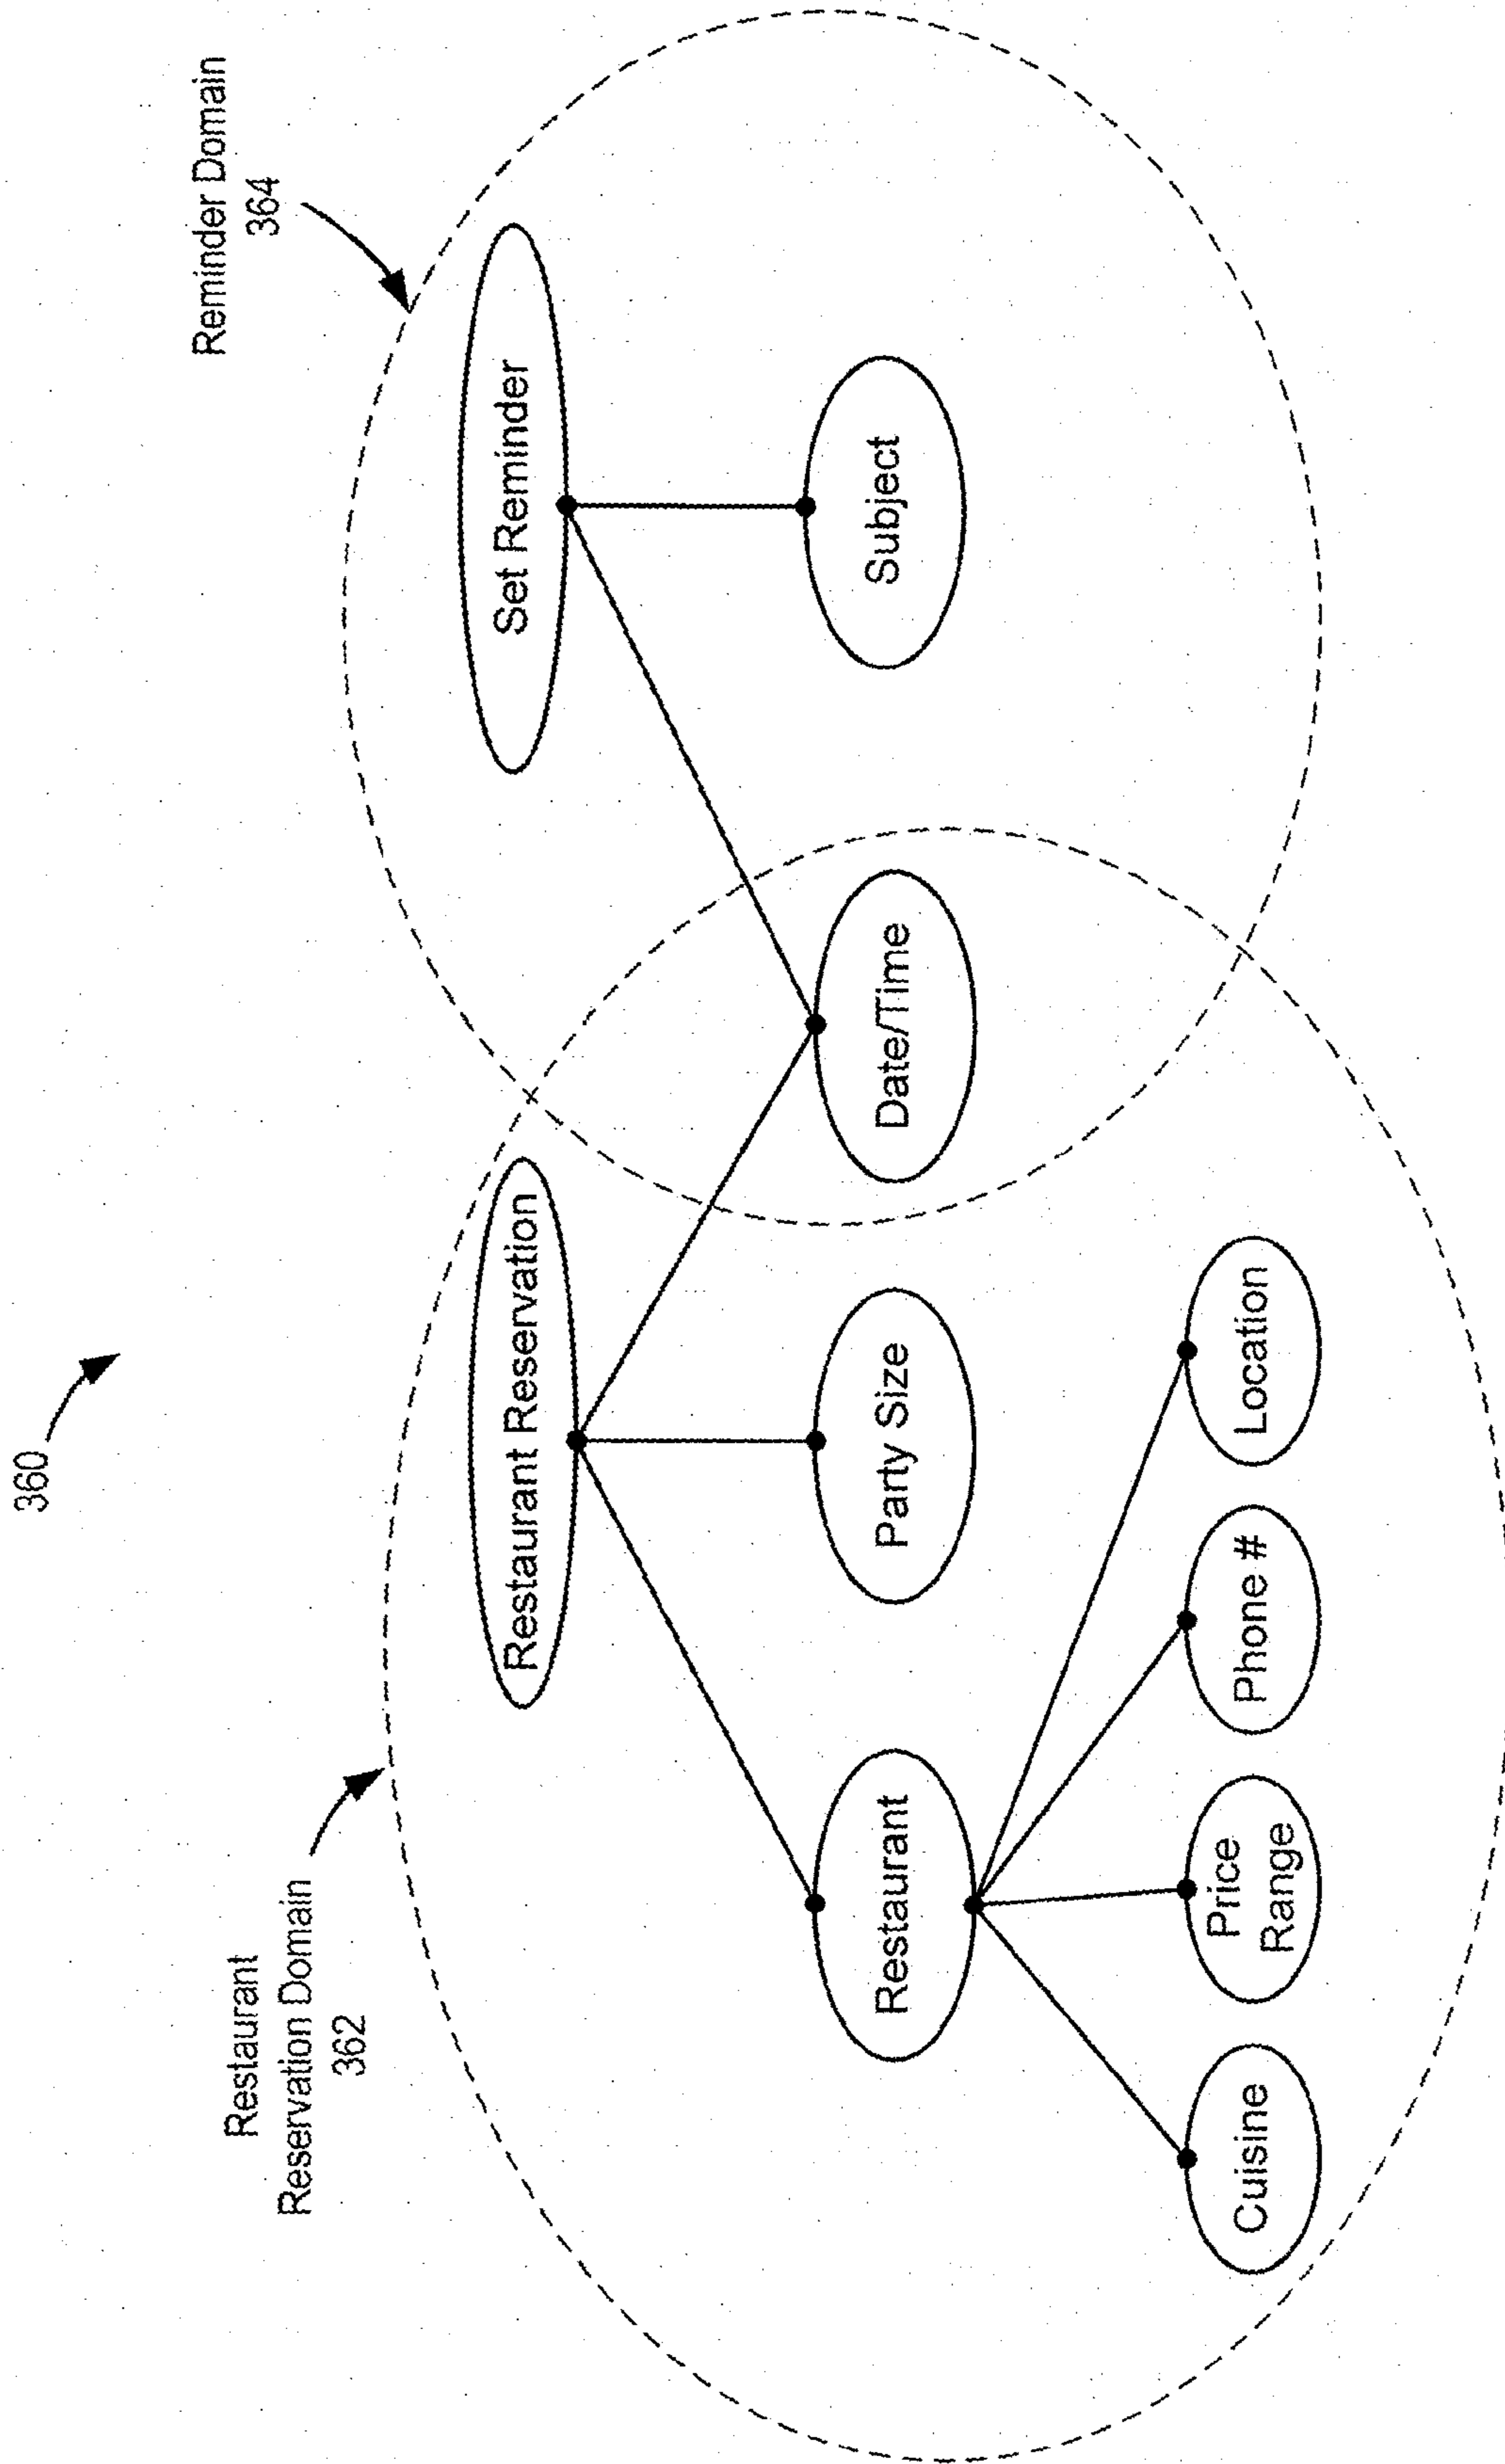 360
Restaurant
Reservation Domain
362
Reminder Domain
364
Restaurant Reservation
Set Reminder
Restaurant
Party Size
Date/Time
Subject
Cuisine
Price
Range
Phone #
Location